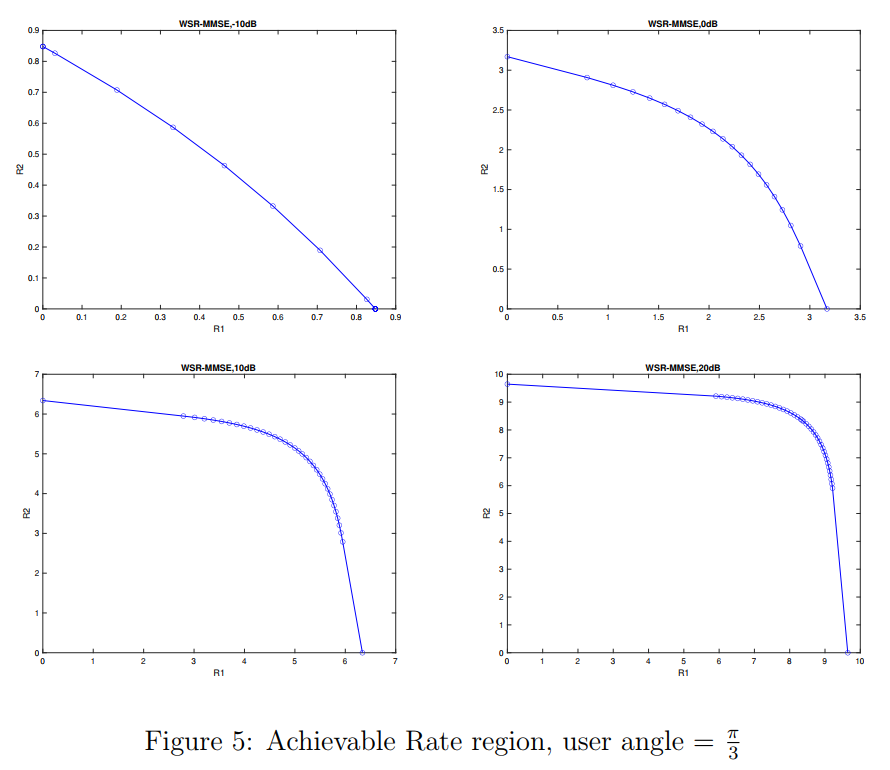 WSR-MMSE,-10dB
0.9
0.8
0.7
0.6
0.5
0.4
0.3
0.2
0.1
0
R2
0 0.1 0.2 0.3 0.4 0.5 0.6 0.7 0.8 0.9
R1
WSR-MMSE,0dB
3.5
3
2.5
2
1.5
1
0.5
0
R2
0 0.5 1 1.5 2 2.5 3 3.5
R1
WSR-MMSE,10dB
7
6
5
4
3
2
1
0
R2
0 1 2 3 4 5 6 7
R1
WSR-MMSE,20dB
10
9
8
7
6
5
4
3
2
1
0
R2
0 1 2 3 4 5 6 7 8 9 10
R1
Figure 5: Achievable Rate region, user angle = π/3